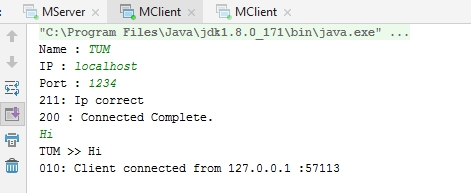 MServer MClient MClient
"C:\Program Files\Java\jdk1.8.0_171\bin\java.exe" ...
Name : TUM
IP : localhost
Port : 1234
211: Ip correct
200 : Connected Complete.
Hi
TUM >> Hi
010: Client connected from 127.0.0.1 :57113